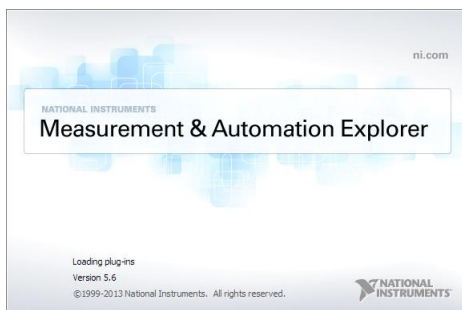 ni.com
NATIONAL INSTRUMENTS
Measurement & Automation Explorer
Loading plug-ins
Version 5.6
©1999-2013 National Instruments. All rights reserved.
NATIONAL
INSTRUMENTS™